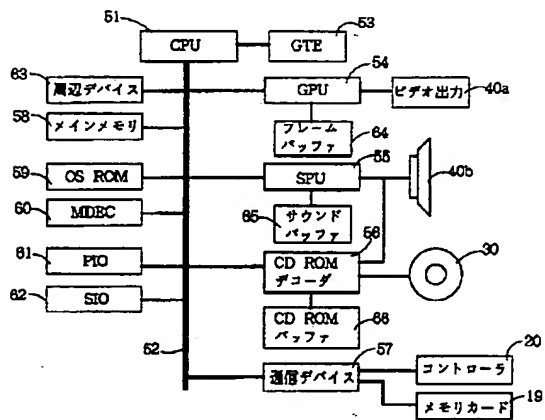 51
CPU
53
GTE
63
周辺デバイス
54
GPU
ビデオ出力
40a
58
メインメモリ
フレーム
バッファ
64
59
OS ROM
55
SPU
40b
60
MDEC
65
サウンド
バッファ
56
30
61
PIO
CD ROM
デコーダ
62
SIO
CD ROM
バッファ
66
52
57
通信デバイス
20
コントローラ
メモリカード
19